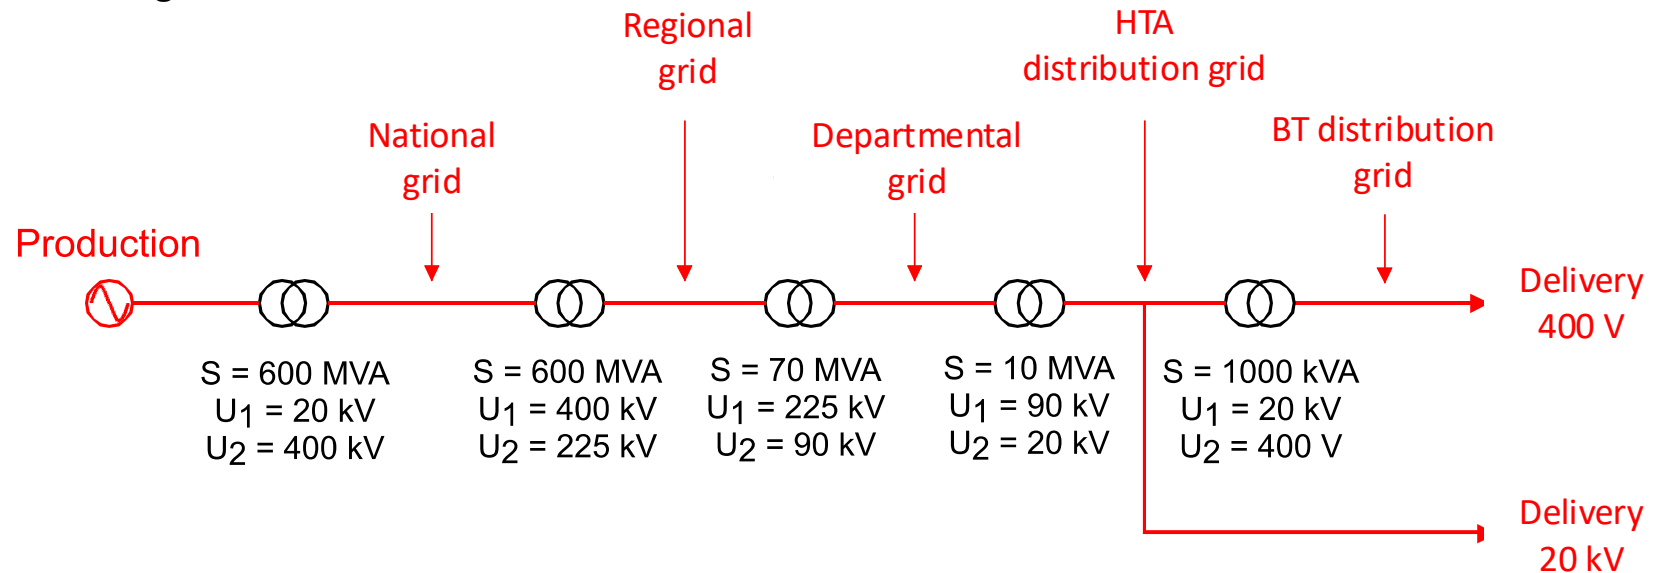 Regional
grid
HTA
distribution grid
National
grid
Departmental
grid
BT distribution
grid
Production
Delivery
400 V
S = 600 MVA
U1 = 20 kV
U2 = 400 kV
S = 600 MVA
U1 = 400 kV
U2 = 225 kV
S = 70 MVA
U1 = 225 kV
U2 = 90 kV
S = 10 MVA
U1 = 90 kV
U2 = 20 kV
S = 1000 kVA
U1 = 20 kV
U2 = 400 V
Delivery
20 kV